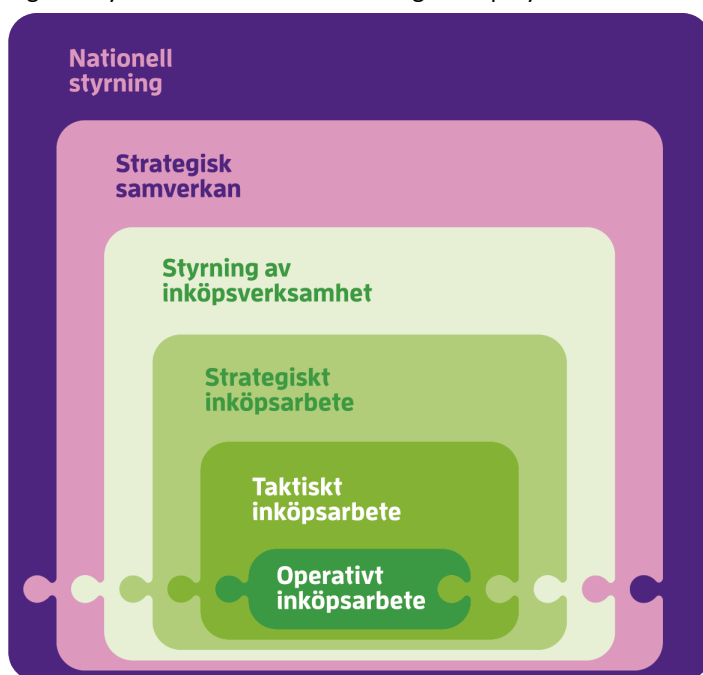 Nationell
styrning
Strategisk
samverkan
Styrning av
inköpsverksamhet
Strategiskt
inköpsarbete
Taktiskt
inköpsarbete
Operativt
inköpsarbete